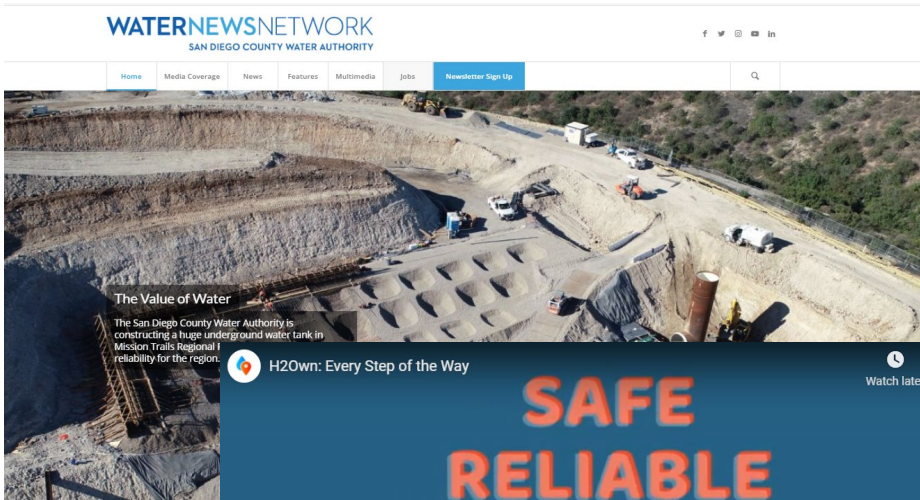 WATERNEWSNETWORK
SAN DIEGO COUNTY WATER AUTHORITY
Home Media Coverage News Features Multimedia Jobs Newsletter Sign Up
The Value of Water
The San Diego County Water Authority is
constructing a huge underground water tank in
Mission Trails Regional
reliability for the region.
H2Own: Every Step of the Way
Watch late
SAFE
RELIABLE